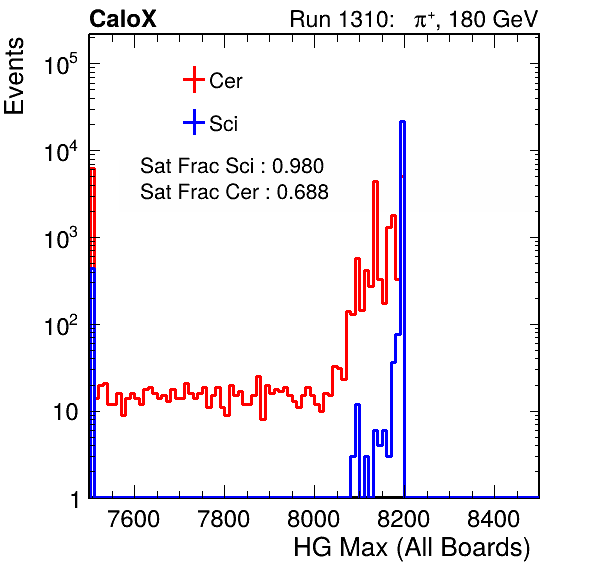 CaloX Run 1310: π⁺, 180 GeV
Events
Cer
Sci
Sat Frac Sci : 0.980
Sat Frac Cer : 0.688
10⁵
10⁴
10³
10²
10
1
7600 7800 8000 8200 8400
HG Max (All Boards)